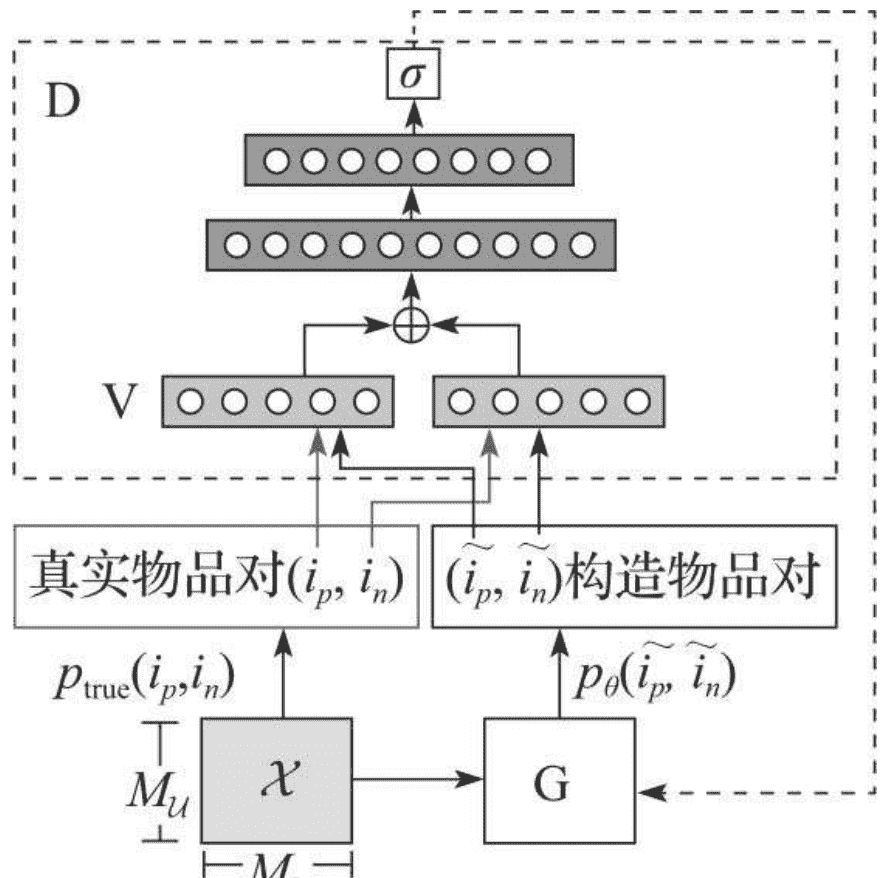 σ
D
V
真实物品对(i_p, i_n)
(ĩ_p, ĩ_n)构造物品对
p_true(i_p,i_n)
p_θ(ĩ_p, ĩ_n)
𝒳
G
M_𝒰
M